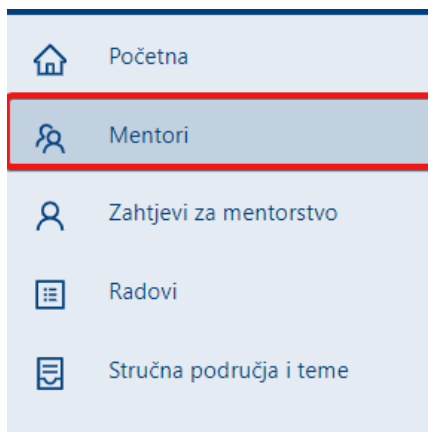 Početna
Mentori
Zahtjevi za mentorstvo
Radovi
Stručna područja i teme